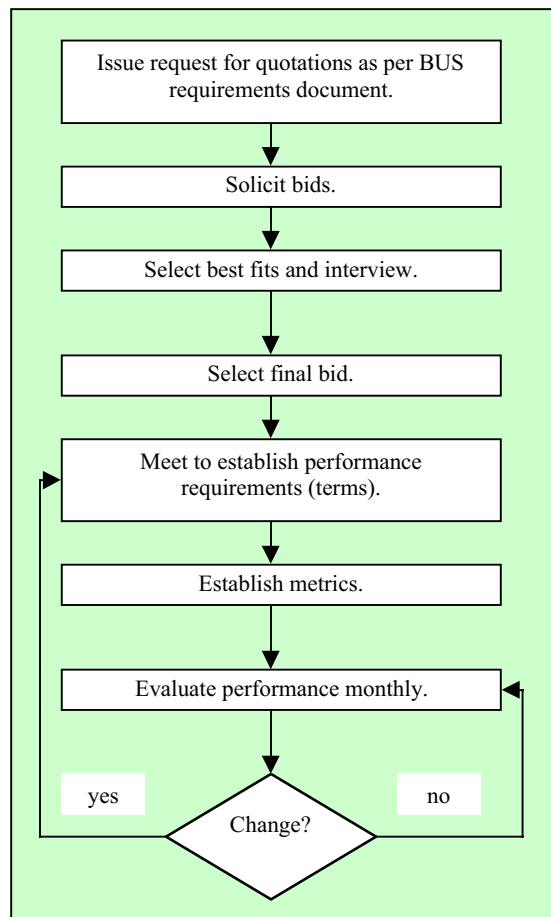 Issue request for quotations as per BUS
requirements document.
Solicit bids.
Select best fits and interview.
Select final bid.
Meet to establish performance
requirements (terms).
Establish metrics.
Evaluate performance monthly.
yes
no
Change?